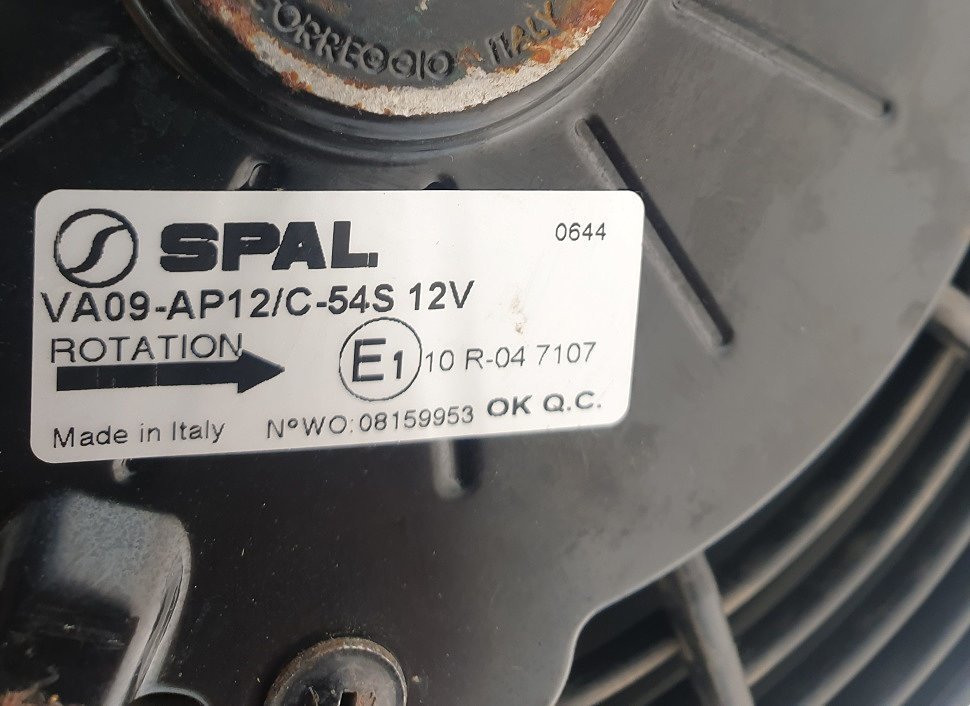 CORREGGIO ITALY
SPAL
0644
VA09-AP12/C-54S 12V
ROTATION
E1 10 R-04 7107
Made in Italy N°WO:08159953 OK Q.C.